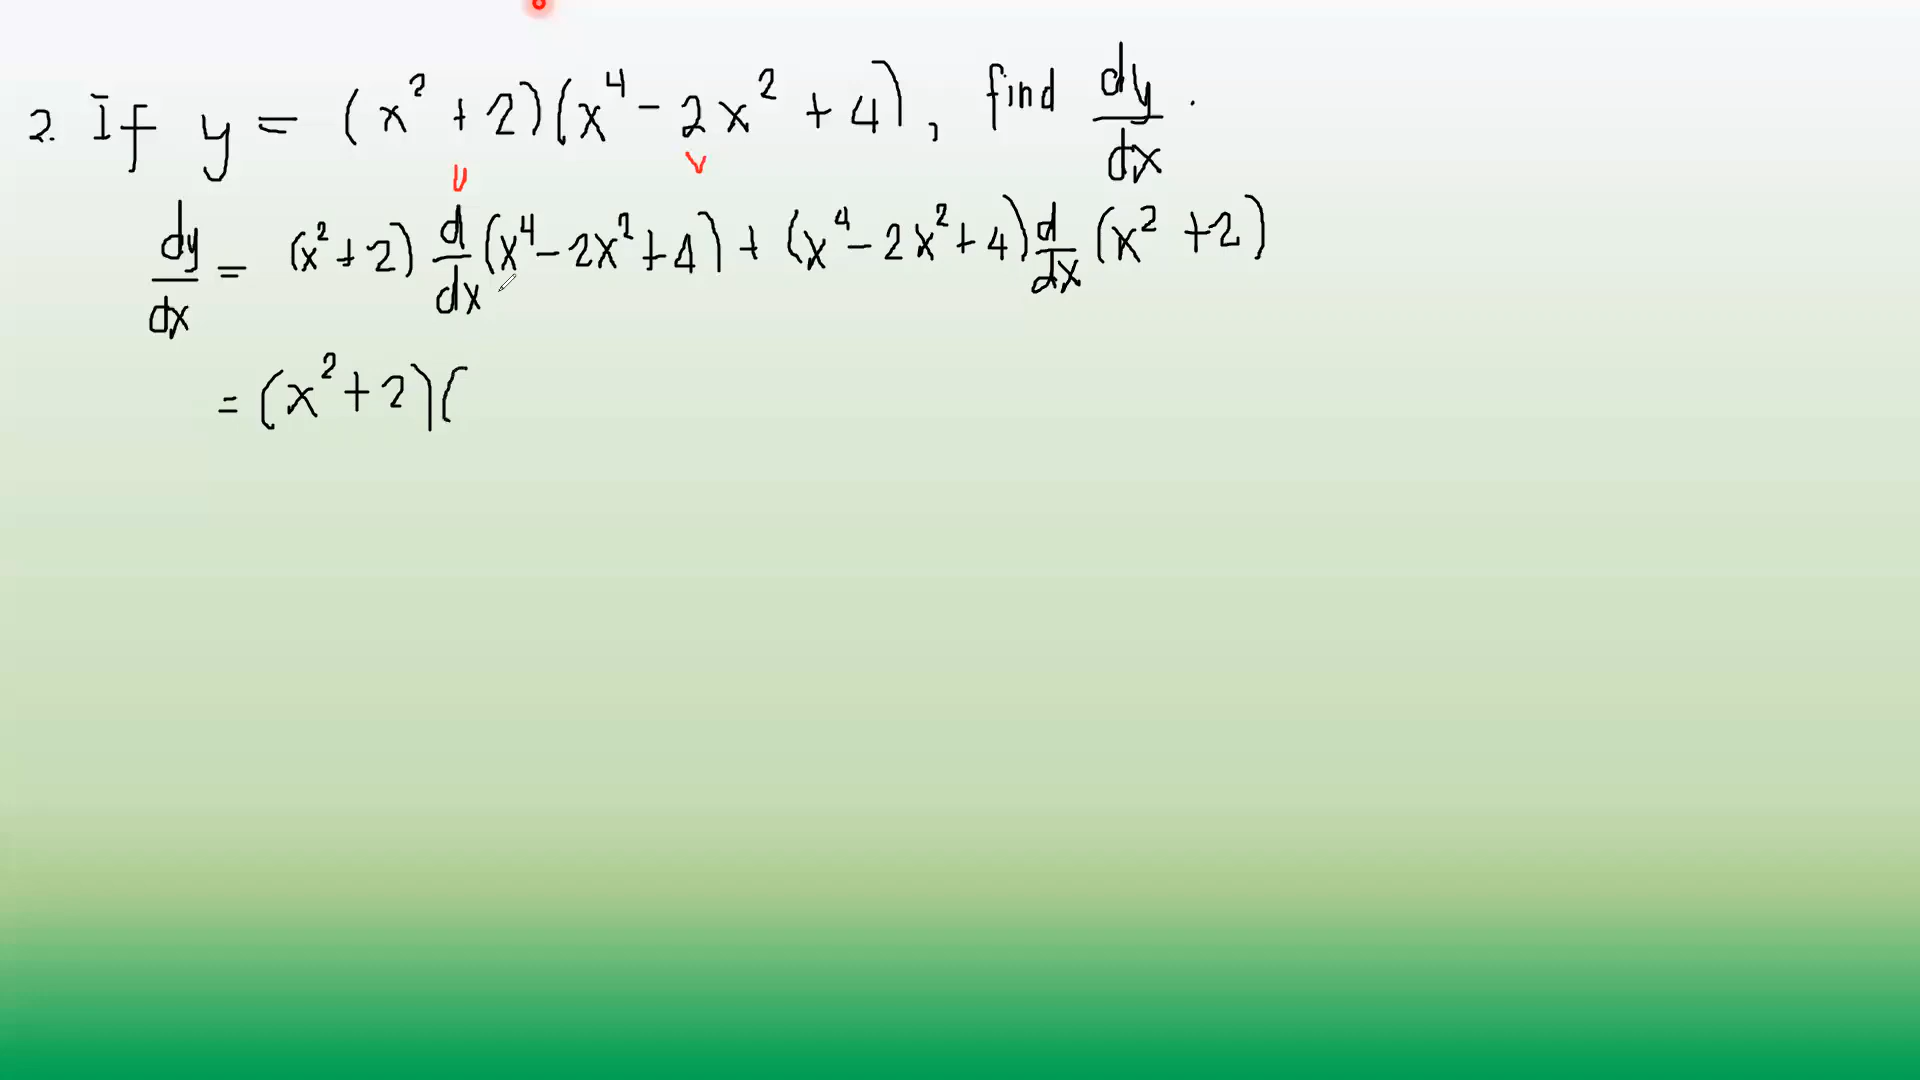 2. If y = (x² + 2)(x⁴ - 2x² + 4), find dy/dx.
u v
dy/dx = (x² + 2) d/dx (x⁴ - 2x² + 4) + (x⁴ - 2x² + 4) d/dx (x² + 2)
= (x² + 2)(